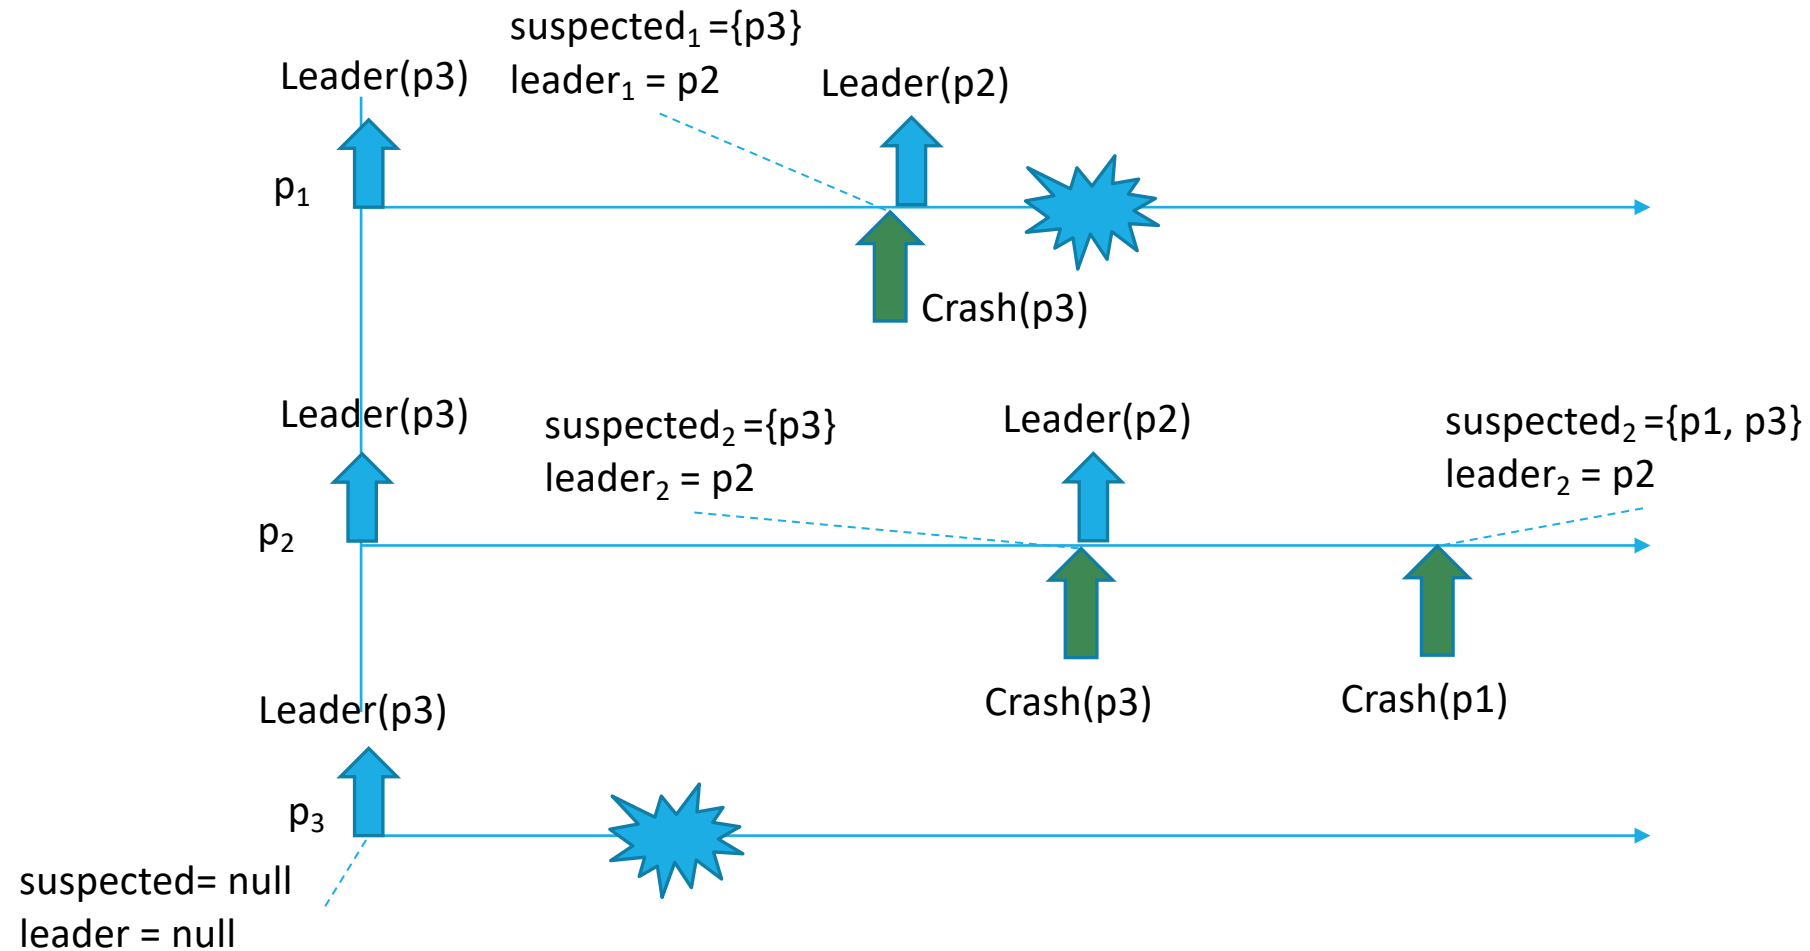 suspected₁ ={p3}
leader₁ = p2
Leader(p3)
Leader(p2)
p₁
Crash(p3)
Leader(p3)
suspected₂ ={p3}
leader₂ = p2
Leader(p2)
suspected₂ ={p1, p3}
leader₂ = p2
p₂
Crash(p3)
Crash(p1)
Leader(p3)
p₃
suspected= null
leader = null